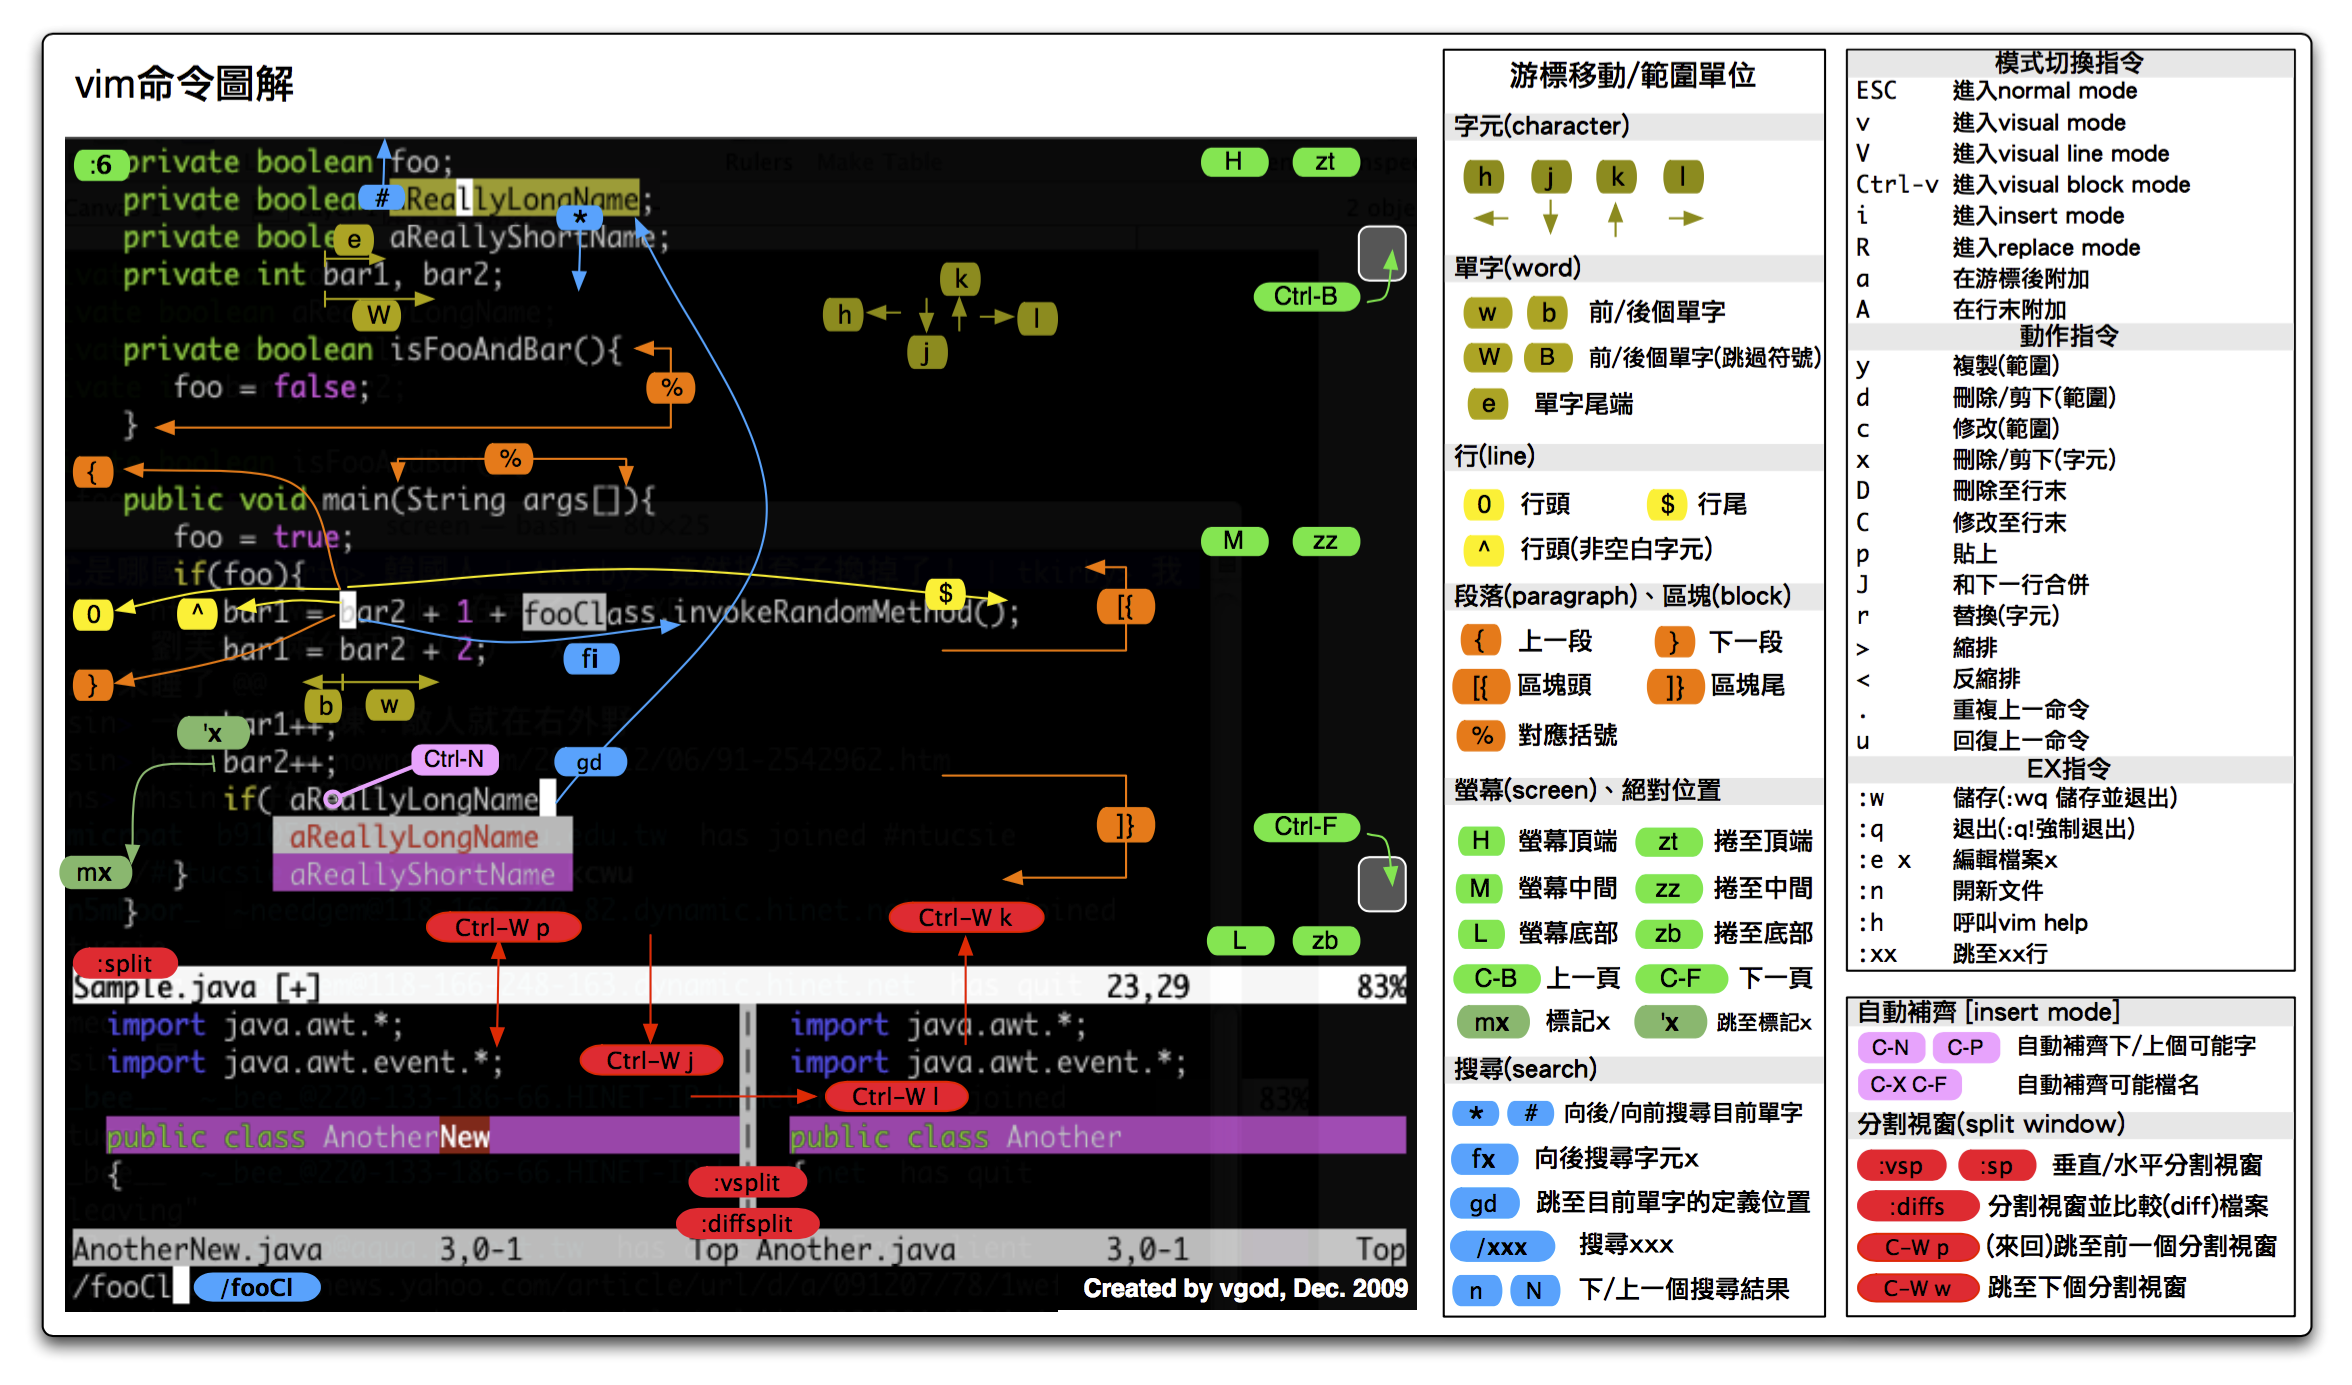 vim命令圖解
:6 private boolean foo; H zt
private boolean # aReallyLongName;
*
private boole e aReallyShortName;
private int bar1, bar2;
W
k
h l
j
Ctrl-B
private boolean isFooAndBar(){
foo = false; %
}
{ %
public void main(String args[]){
foo = true; M zz
if(foo){
0 ^ bar1 = bar2 + 1 + fooClass.invokeRandomMethod(); $ [{
bar1 = bar2 + 2; fi
}
b w
'x bar1++;
bar2++; Ctrl-N gd
if( aReallyLongName
aReallyLongName
aReallyShortName
Ctrl-F
]}
mx }
}
Ctrl-W p Ctrl-W k L zb
:split
Sample.java [+] 23,29 83%
import java.awt.*; import java.awt.*;
import java.awt.event.*; Ctrl-W j import java.awt.event.*;
Ctrl-W l
public class AnotherNew public class Another
{ {
:vsplit
:diffsplit
AnotherNew.java 3,0-1 Top Another.java 3,0-1 Top
/fooCl /fooCl Created by vgod, Dec. 2009
游標移動/範圍單位
字元(character)
h j k l
單字(word)
w b 前/後個單字
W B 前/後個單字(跳過符號)
e 單字尾端
行(line)
0 行頭 $ 行尾
^ 行頭(非空白字元)
段落(paragraph)、區塊(block)
{ 上一段 } 下一段
[{ 區塊頭 ]} 區塊尾
% 對應括號
螢幕(screen)、絕對位置
H 螢幕頂端 zt 捲至頂端
M 螢幕中間 zz 捲至中間
L 螢幕底部 zb 捲至底部
C-B 上一頁 C-F 下一頁
mx 標記x 'x 跳至標記x
搜尋(search)
* # 向後/向前搜尋目前單字
fx 向後搜尋字元x
gd 跳至目前單字的定義位置
/xxx 搜尋xxx
n N 下/上一個搜尋結果
模式切換指令
ESC 進入normal mode
v 進入visual mode
V 進入visual line mode
Ctrl-v 進入visual block mode
i 進入insert mode
R 進入replace mode
a 在游標後附加
A 在行末附加
動作指令
y 複製(範圍)
d 刪除/剪下(範圍)
c 修改(範圍)
x 刪除/剪下(字元)
D 刪除至行末
C 修改至行末
p 貼上
J 和下一行合併
r 替換(字元)
> 縮排
< 反縮排
. 重複上一命令
u 回復上一命令
EX指令
:w 儲存(:wq 儲存並退出)
:q 退出(:q!強制退出)
:e x 編輯檔案x
:n 開新文件
:h 呼叫vim help
:xx 跳至xx行
自動補齊 [insert mode]
C-N C-P 自動補齊下/上個可能字
C-X C-F 自動補齊可能檔名
分割視窗(split window)
:vsp :sp 垂直/水平分割視窗
:diffs 分割視窗並比較(diff)檔案
C-W p (來回)跳至前一個分割視窗
C-W w 跳至下個分割視窗